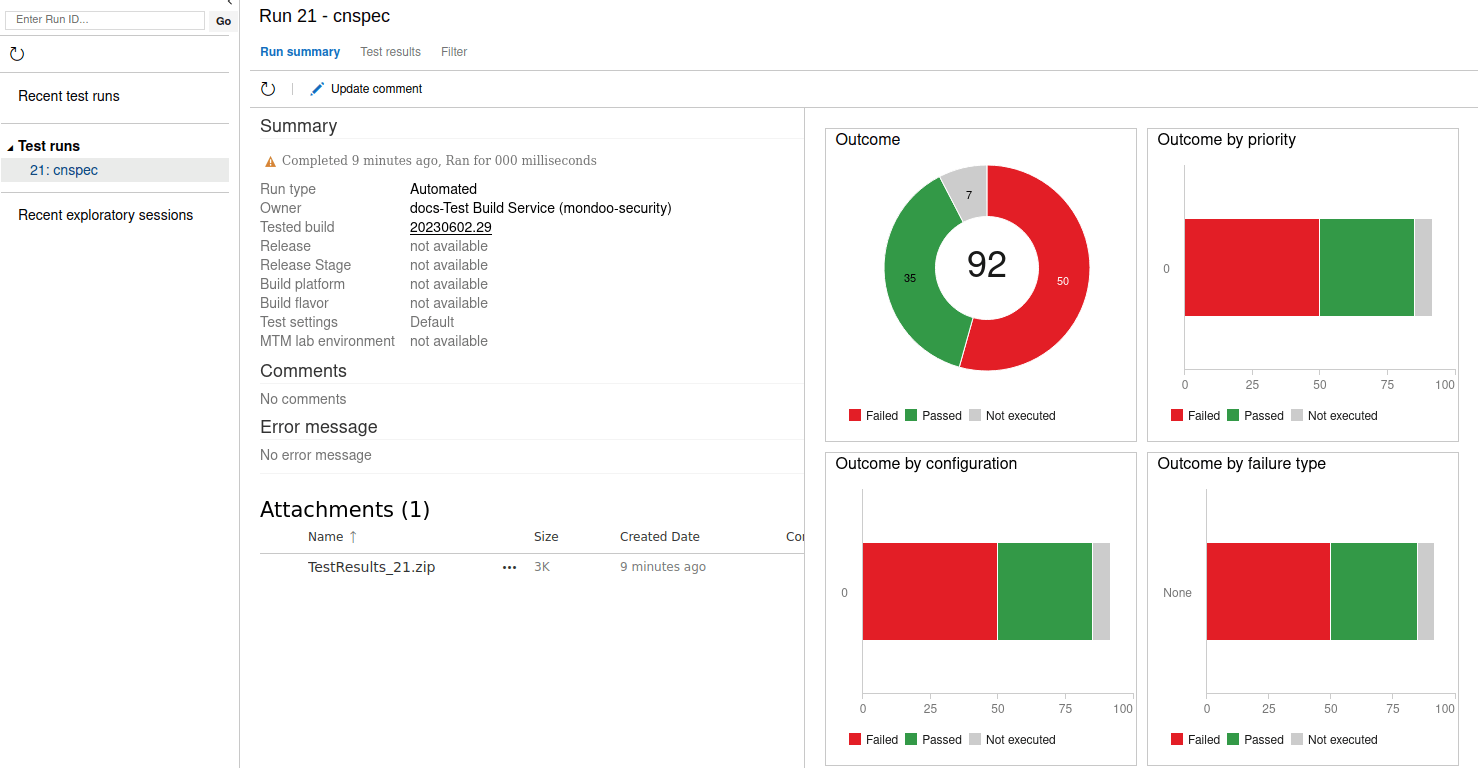 Enter Run ID...
Go
Recent test runs
Test runs
21: cnspec
Recent exploratory sessions
Run 21 - cnspec
Run summary Test results Filter
Update comment
Summary
Completed 9 minutes ago, Ran for 000 milliseconds
Run type Automated
Owner docs-Test Build Service (mondoo-security)
Tested build 20230602.29
Release not available
Release Stage not available
Build platform not available
Build flavor not available
Test settings Default
MTM lab environment not available
Comments
No comments
Error message
No error message
Attachments (1)
Name ↑ Size Created Date
TestResults_21.zip ••• 3K 9 minutes ago
Outcome
7
35
92
50
Failed Passed Not executed
Outcome by priority
0
0 25 50 75 100
Failed Passed Not executed
Outcome by configuration
0
0 25 50 75 100
Failed Passed Not executed
Outcome by failure type
None
0 25 50 75 100
Failed Passed Not executed